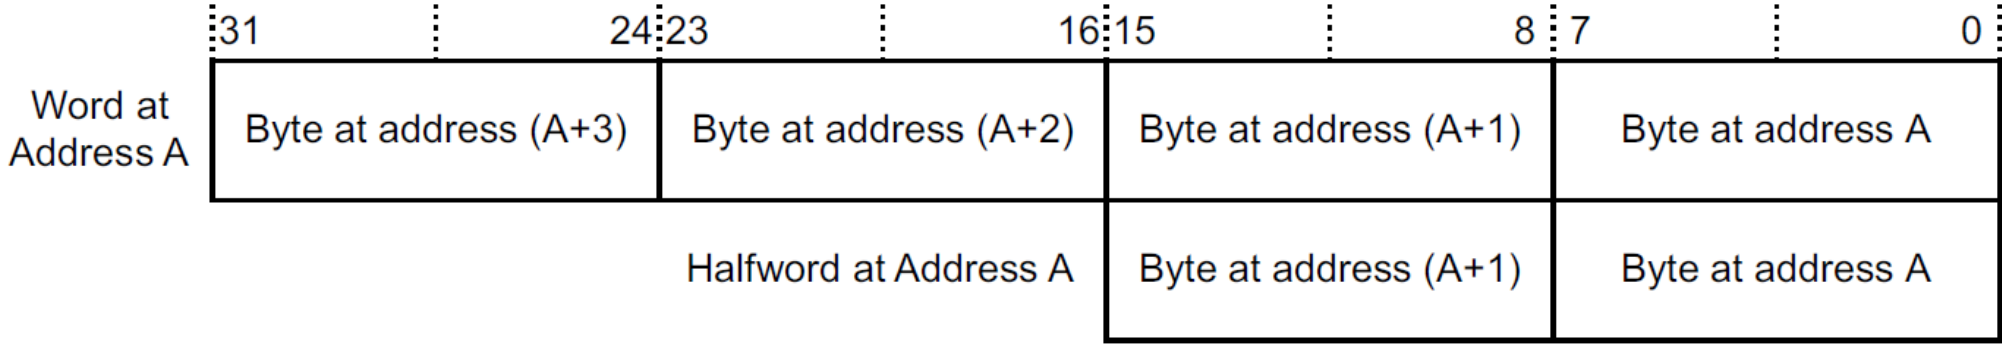 31 24 23 16 15 8 7 0
Word at
Address A
Byte at address (A+3) Byte at address (A+2) Byte at address (A+1) Byte at address A
Halfword at Address A Byte at address (A+1) Byte at address A